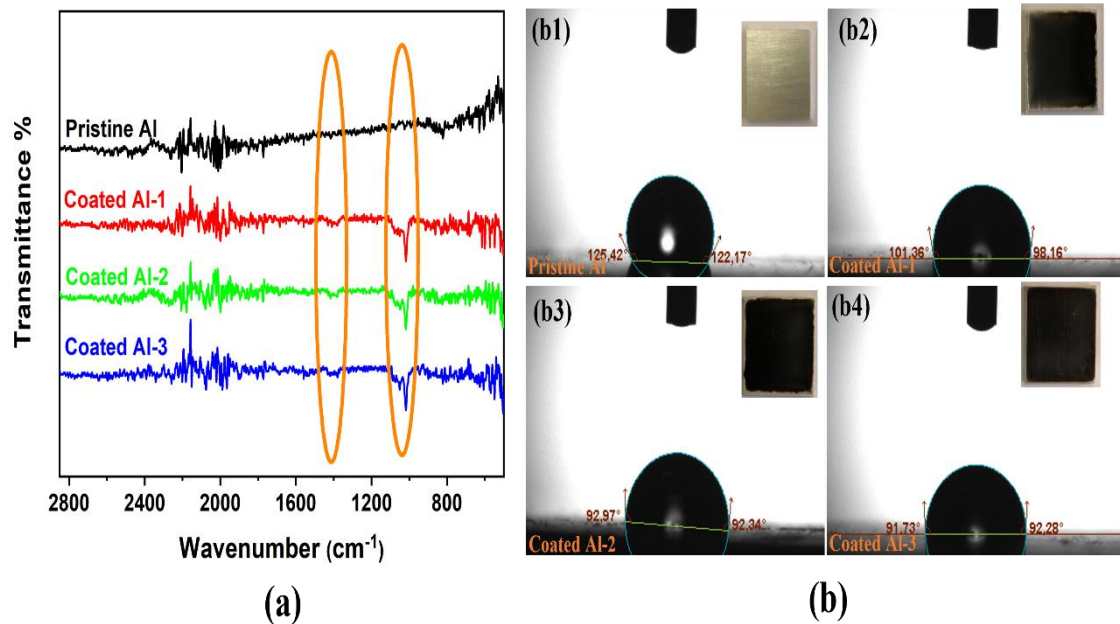 Transmittance %
Pristine Al
Coated Al-1
Coated Al-2
Coated Al-3
2800 2400 2000 1600 1200 800
Wavenumber (cm⁻¹)
(a)
(b1)
125,42° 122,17°
Pristine Al
(b2)
101,36° 98,16°
Coated Al-1
(b3)
92,97° 92,34°
Coated Al-2
(b4)
91,73° 92,28°
Coated Al-3
(b)